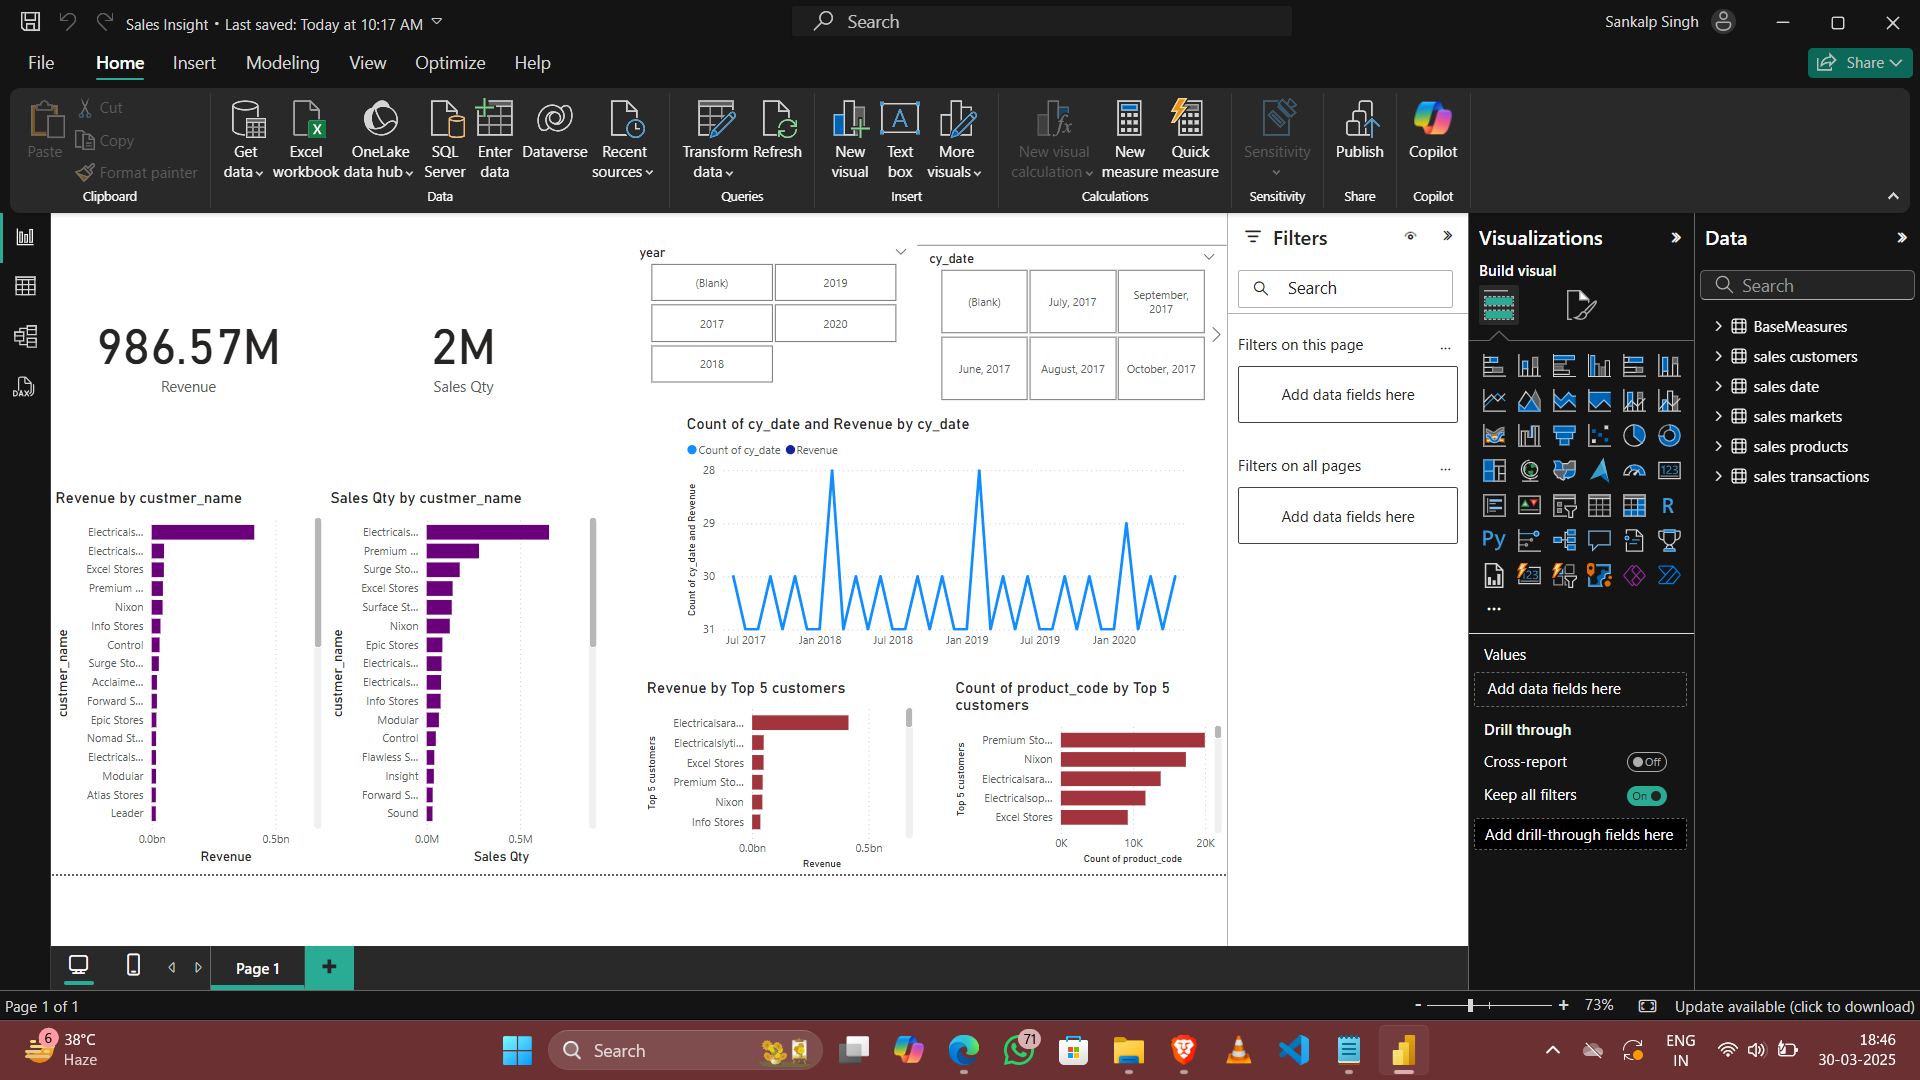 Sales Insight • Last saved: Today at 10:17 AM
Search
Sankalp Singh
File
Home
Insert
Modeling
View
Optimize
Help
Share
Paste
Cut
Copy
Format painter
Clipboard
Get data
Excel workbook
OneLake data hub
SQL Server
Enter data
Dataverse
Recent sources
Data
Transform data
Refresh
Queries
New visual
Text box
More visuals
Insert
New visual calculation
New measure
Quick measure
Calculations
Sensitivity
Sensitivity
Publish
Share
Copilot
Copilot
986.57M
Revenue
2M
Sales Qty
year
(Blank)
2019
2017
2020
2018
cy_date
(Blank)
July, 2017
September, 2017
June, 2017
August, 2017
October, 2017
Count of cy_date and Revenue by cy_date
Count of cy_date
Revenue
Count of cy_date and Revenue
28
29
30
31
Jul 2017
Jan 2018
Jul 2018
Jan 2019
Jul 2019
Jan 2020
Revenue by custmer_name
custmer_name
Electricals...
Electricals...
Excel Stores
Premium ...
Nixon
Info Stores
Control
Surge Sto...
Acclaime...
Forward S...
Epic Stores
Nomad St...
Electricals...
Modular
Atlas Stores
Leader
0.0bn
0.5bn
Revenue
Sales Qty by custmer_name
custmer_name
Electricals...
Premium ...
Surge Sto...
Excel Stores
Surface St...
Nixon
Epic Stores
Electricals...
Electricals...
Info Stores
Modular
Control
Flawless S...
Insight
Forward S...
Sound
0.0M
0.5M
Sales Qty
Revenue by Top 5 customers
Top 5 customers
Electricalsara...
Electricalslyti...
Excel Stores
Premium Sto...
Nixon
Info Stores
0.0bn
0.5bn
Revenue
Count of product_code by Top 5 customers
Top 5 customers
Premium Sto...
Nixon
Electricalsara...
Electricalsop...
Excel Stores
0K
10K
20K
Count of product_code
Filters
Search
Filters on this page
...
Add data fields here
Filters on all pages
...
Add data fields here
Visualizations
Build visual
123
R
Py
123
...
Values
Add data fields here
Drill through
Cross-report
Off
Keep all filters
On
Add drill-through fields here
Data
Search
BaseMeasures
sales customers
sales date
sales markets
sales products
sales transactions
DAX
Page 1
+
Page 1 of 1
-
+
73%
Update available (click to download)
6
38°C
Haze
Search
71
ENG
IN
18:46
30-03-2025